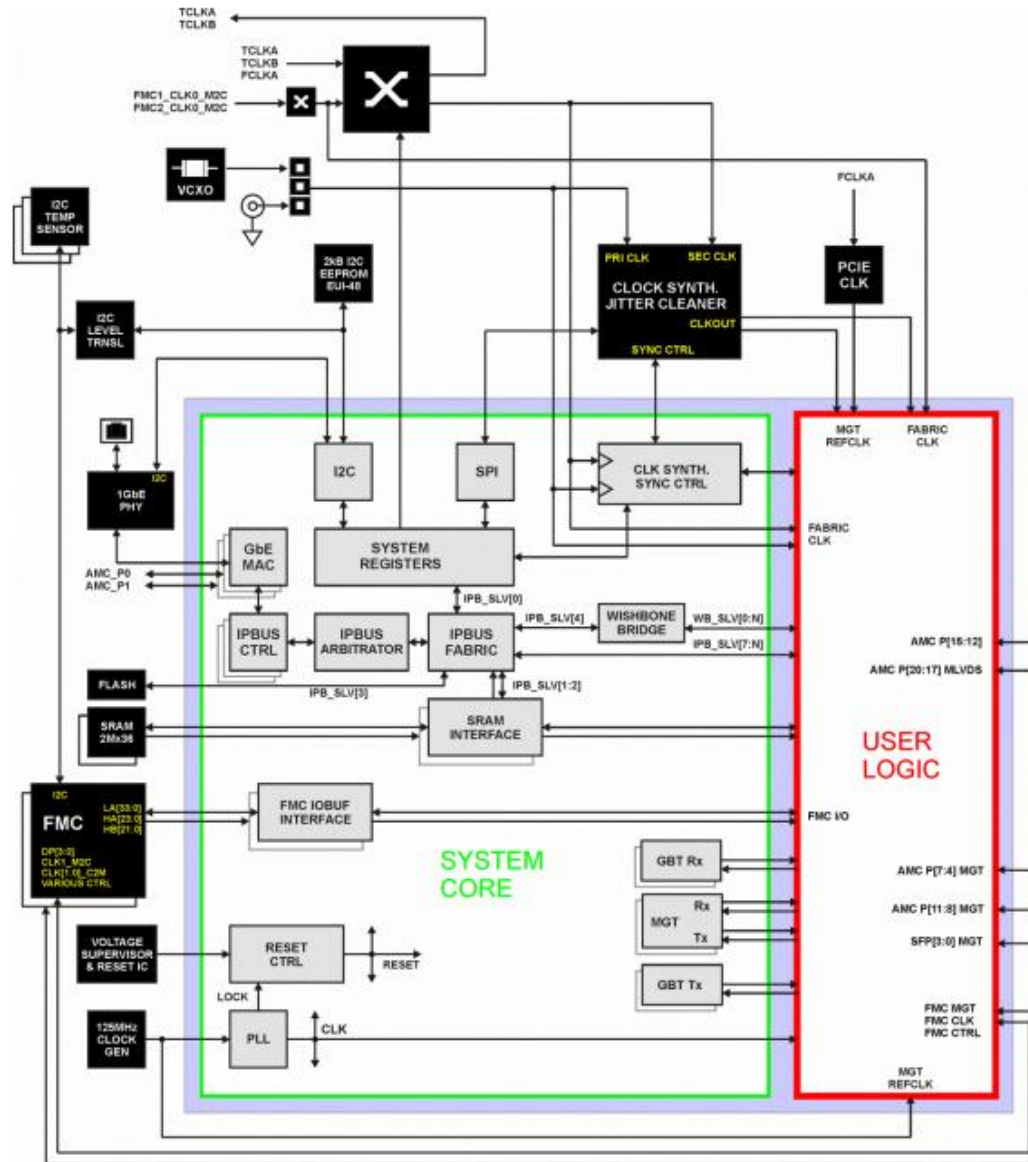 TCLKA
TCLKB
TCLKA
TCLKB
FCLKA
FMC1_CLK0_M2C
FMC2_CLK0_M2C
VCXO
FCLKA
I2C
TEMP
SENSOR
2kB I2C
EEPROM
EUI-48
PRI CLK
SEC CLK
CLOCK SYNTH.
JITTER CLEANER
CLKOUT
SYNC CTRL
PCIE
CLK
I2C
LEVEL
TRNSL
MGT
REFCLK
FABRIC
CLK
I2C
1GbE
PHY
I2C
SPI
CLK SYNTH.
SYNC CTRL
FABRIC
CLK
GbE
MAC
SYSTEM
REGISTERS
AMC_P0
AMC_P1
IPB_SLV[0]
IPBUS
CTRL
IPBUS
ARBITRATOR
IPBUS
FABRIC
IPB_SLV[4]
WISHBONE
BRIDGE
WB_SLV[0:N]
IPB_SLV[7:N]
AMC P[15:12]
AMC P[20:17] MLVDS
FLASH
IPB_SLV[3]
IPB_SLV[1:2]
SRAM
2Mx36
SRAM
INTERFACE
USER
LOGIC
I2C
FMC
LA[33:0]
HA[23:0]
HB[21:0]
DP[3:0]
CLK1_M2C
CLK[1:0]_C2M
VARIOUS CTRL
FMC IOBUF
INTERFACE
FMC I/O
SYSTEM
CORE
GBT Rx
AMC P[7:4] MGT
MGT
Rx
Tx
AMC P[11:8] MGT
SFP[3:0] MGT
VOLTAGE
SUPERVISOR
& RESET IC
RESET
CTRL
RESET
GBT Tx
LOCK
FMC MGT
FMC CLK
FMC CTRL
125MHz
CLOCK
GEN
PLL
CLK
MGT
REFCLK